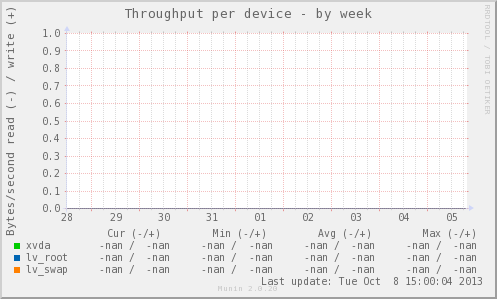 Throughput per device - by week
Bytes/second read (-) / write (+)
RRDTOOL / TOBI OETIKER
1.0
0.9
0.8
0.7
0.6
0.5
0.4
0.3
0.2
0.1
0.0
28 29 30 31 01 02 03 04 05
Cur (-/+) Min (-/+) Avg (-/+) Max (-/+)
xvda -nan / -nan -nan / -nan -nan / -nan -nan / -nan
lv_root -nan / -nan -nan / -nan -nan / -nan -nan / -nan
lv_swap -nan / -nan -nan / -nan -nan / -nan -nan / -nan
Last update: Tue Oct 8 15:00:04 2013
Munin 2.0.20